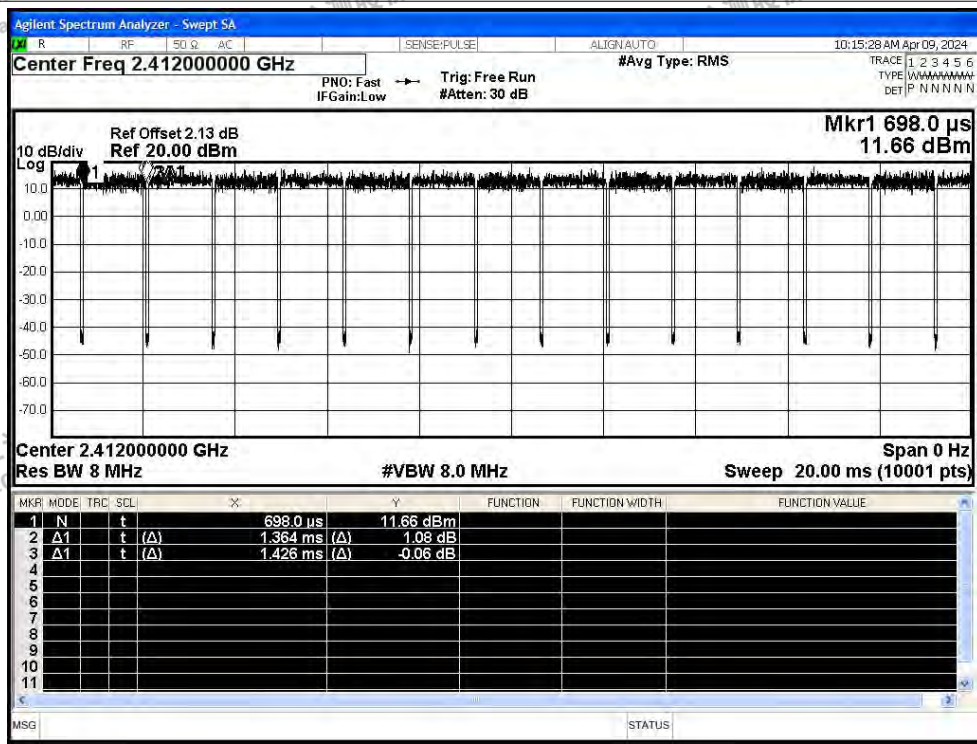 Agilent Spectrum Analyzer - Swept SA
R RF 50 Ω AC SENSE:PULSE ALIGN AUTO 10:15:28 AM Apr 09, 2024
Center Freq 2.412000000 GHz #Avg Type: RMS TRACE 1 2 3 4 5 6
PNO: Fast Trig: Free Run TYPE
IFGain:Low #Atten: 30 dB DET P N N N N N
Mkr1 698.0 µs
11.66 dBm
Ref Offset 2.13 dB
10 dB/div Ref 20.00 dBm
Log
1 3Δ1
10.0
0.00
-10.0
-20.0
-30.0
-40.0
-50.0
-60.0
-70.0
Center 2.412000000 GHz Span 0 Hz
Res BW 8 MHz #VBW 8.0 MHz Sweep 20.00 ms (10001 pts)
MKR MODE TRC SCL X Y FUNCTION FUNCTION WIDTH FUNCTION VALUE
1 N t 698.0 µs 11.66 dBm
2 Δ1 t (Δ) 1.364 ms (Δ) 1.08 dB
3 Δ1 t (Δ) 1.426 ms (Δ) -0.06 dB
4
5
6
7
8
9
10
11
MSG STATUS